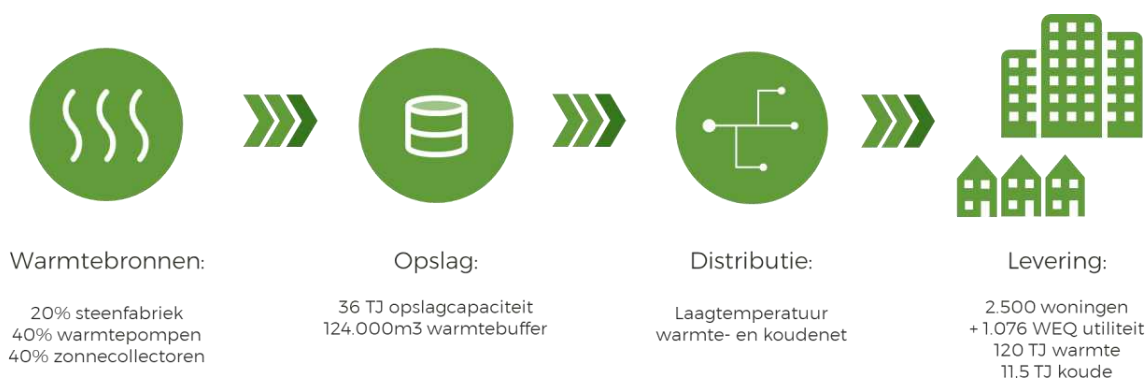 Warmtebronnen:
20% steenfabriek
40% warmtepompen
40% zonnecollectoren
Opslag:
36 TJ opslagcapaciteit
124.000m3 warmtebuffer
Distributie:
Laagtemperatuur
warmte- en koudenet
Levering:
2.500 woningen
+ 1.076 WEQ utiliteit
120 TJ warmte
11.5 TJ koude